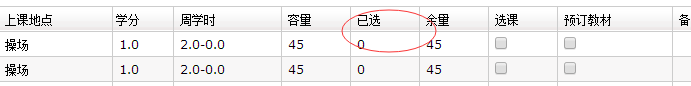 上课地点 学分 周学时 容量 已选 余量 选课 预订教材 备
操场 1.0 2.0-0.0 45 0 45
操场 1.0 2.0-0.0 45 0 45